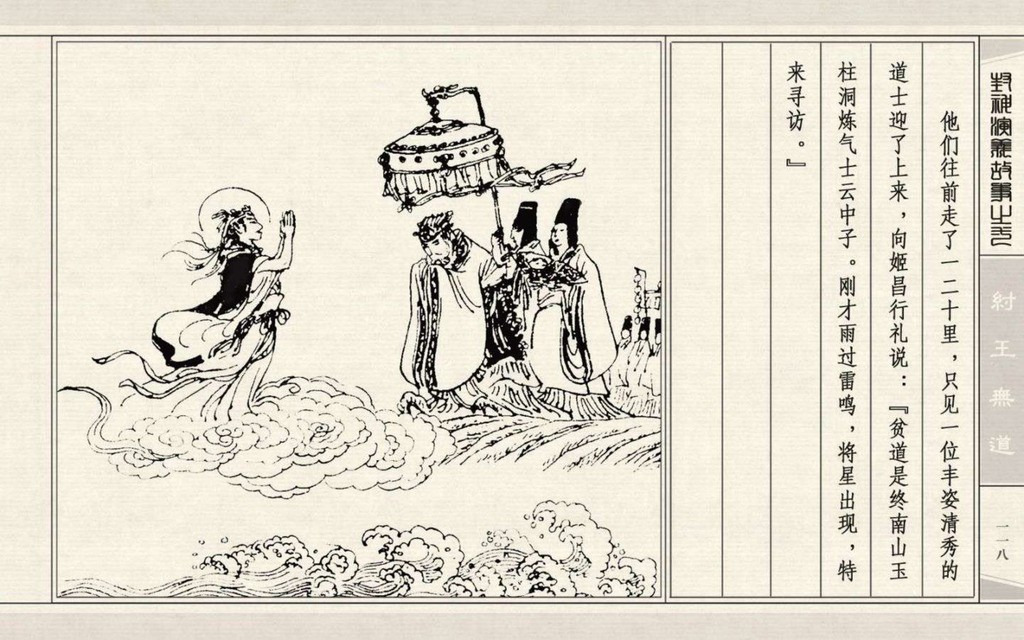 封神演义故事之一
紂王無道
一一八
他们往前走了一二十里，只见一位丰姿清秀的
道士迎了上来，向姬昌行礼说：『贫道是终南山玉
柱洞炼气士云中子。刚才雨过雷鸣，将星出现，特
来寻访。』